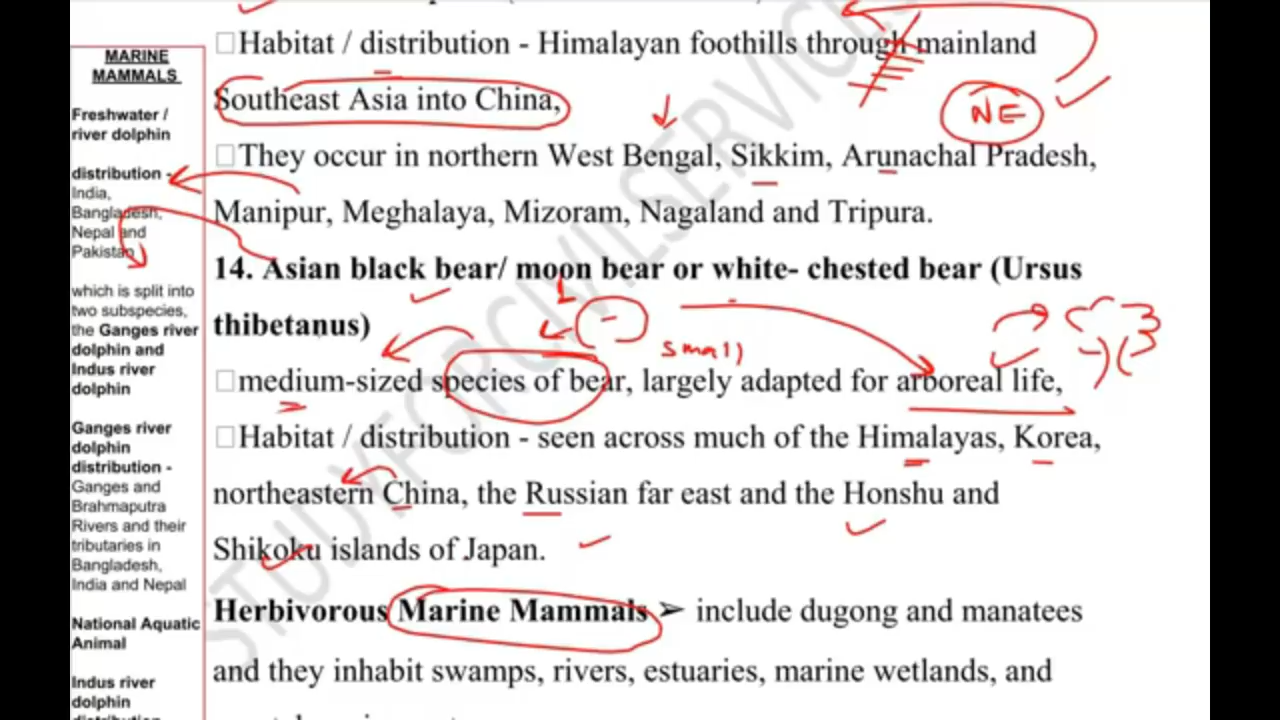 MARINE
MAMMALS
Freshwater /
river dolphin
distribution -
India,
Bangladesh,
Nepal and
Pakistan
which is split into
two subspecies,
the Ganges river
dolphin and
Indus river
dolphin
Ganges river
dolphin
distribution -
Ganges and
Brahmaputra
Rivers and their
tributaries in
Bangladesh,
India and Nepal
National Aquatic
Animal
Indus river
dolphin
Habitat / distribution - Himalayan foothills through mainland
Southeast Asia into China,
NE
They occur in northern West Bengal, Sikkim, Arunachal Pradesh,
Manipur, Meghalaya, Mizoram, Nagaland and Tripura.
14. Asian black bear/ moon bear or white- chested bear (Ursus
thibetanus)
small
medium-sized species of bear, largely adapted for arboreal life,
Habitat / distribution - seen across much of the Himalayas, Korea,
northeastern China, the Russian far east and the Honshu and
Shikoku islands of Japan.
Herbivorous Marine Mammals ➢ include dugong and manatees
and they inhabit swamps, rivers, estuaries, marine wetlands, and
STUDYFORCIVILSERVICES